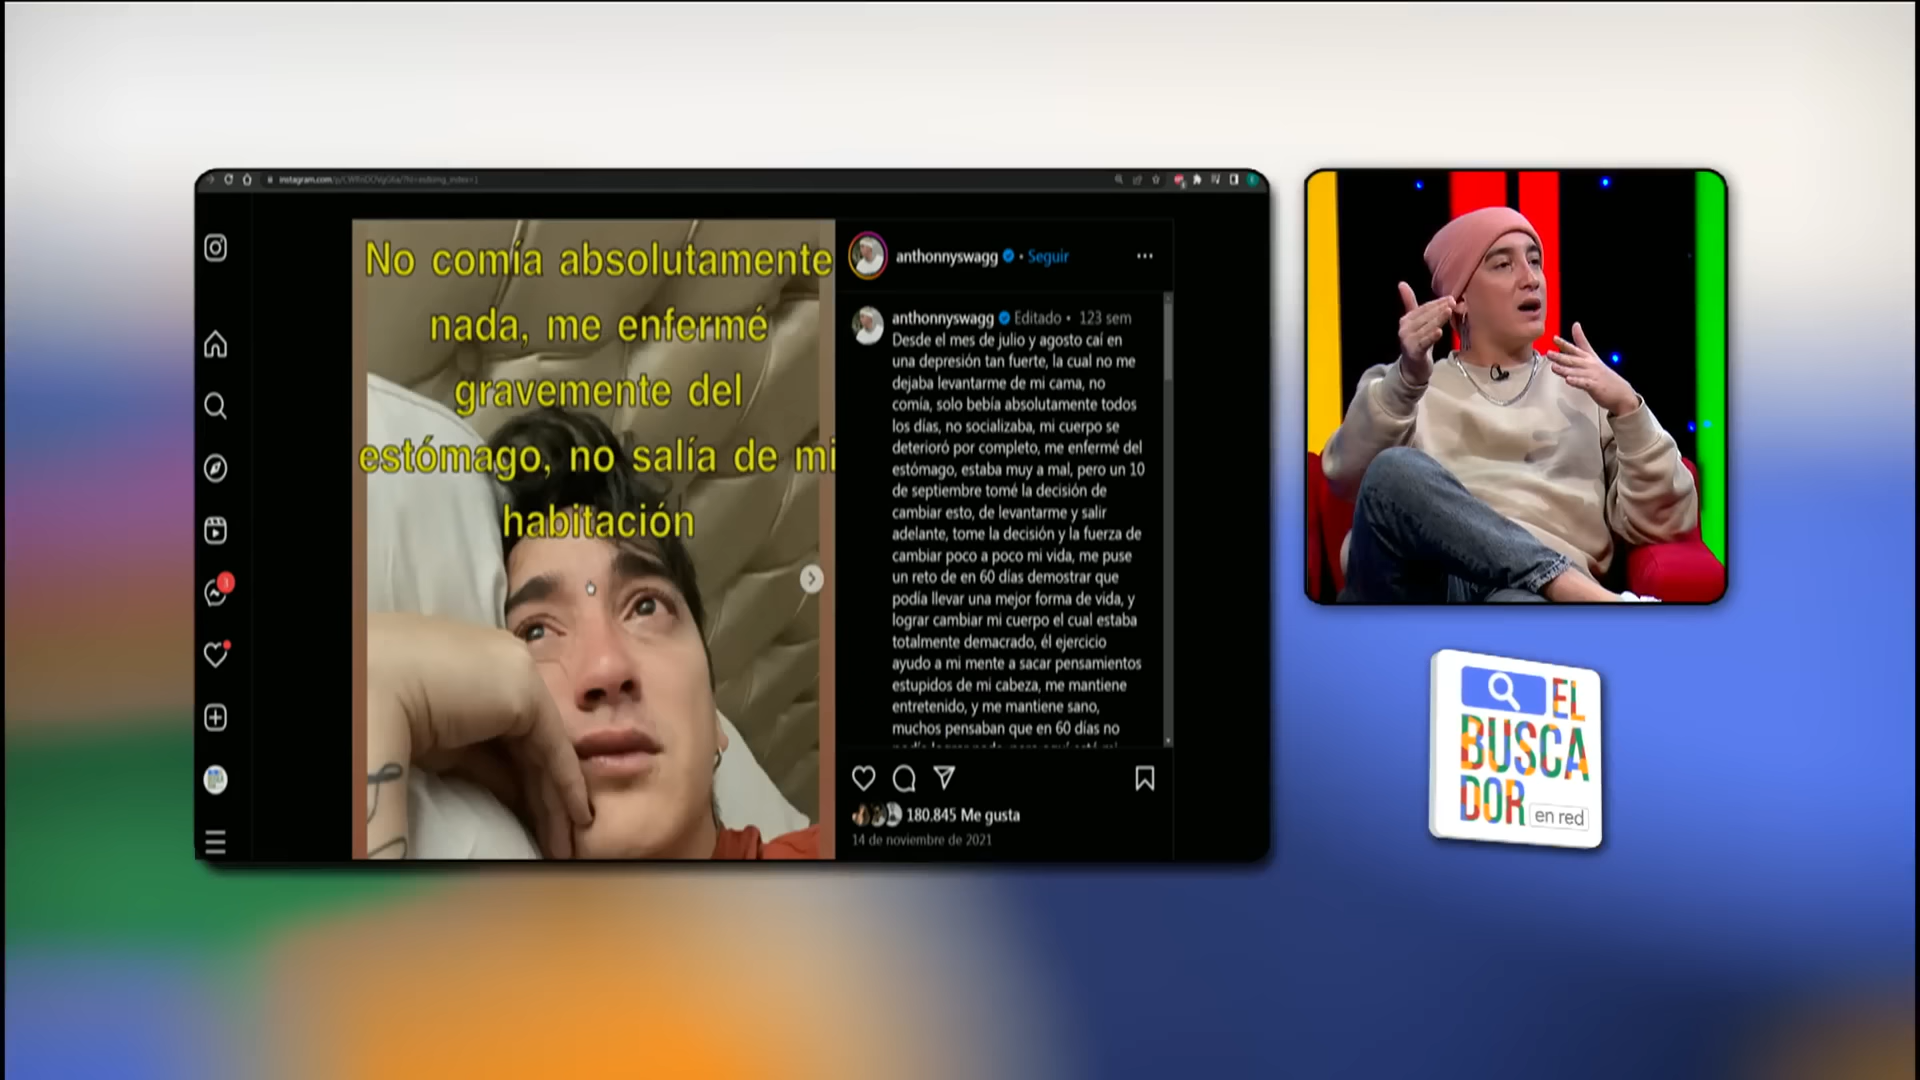 No comía absolutamente
nada, me enfermé
gravemente del
estómago, no salía de mi
habitación
anthonnyswagg • Seguir
anthonnyswagg Editado • 123 sem
Desde el mes de julio y agosto caí en
una depresión tan fuerte, la cual no me
dejaba levantarme de mi cama, no
comía, solo bebía absolutamente todos
los días, no socializaba, mi cuerpo se
deterioró por completo, me enfermé del
estómago, estaba muy a mal, pero un 10
de septiembre tomé la decisión de
cambiar esto, de levantarme y salir
adelante, tome la decisión y la fuerza de
cambiar poco a poco mi vida, me puse
un reto de en 60 días demostrar que
podía llevar una mejor forma de vida, y
lograr cambiar mi cuerpo el cual estaba
totalmente demacrado, él ejercicio
ayudo a mi mente a sacar pensamientos
estupidos de mi cabeza, me mantiene
entretenido, y me mantiene sano,
muchos pensaban que en 60 días no
180.845 Me gusta
14 de noviembre de 2021
EL
BUSCA
DOR en red